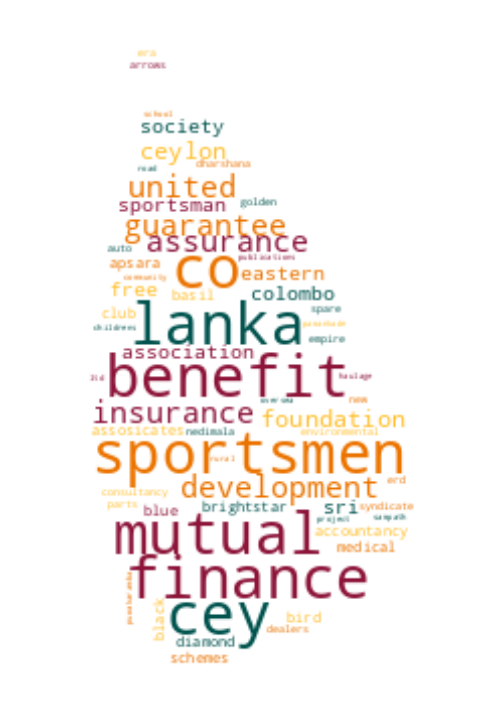 era
arrows
school
society
ceylon
dharshana
road
united
sportsman golden
guarantee
auto assurance
publications
apsara co eastern
community
free basil colombo
club lanka spare
childrens empire
association
ltd benefit haulage
insurance new
foundation
assosicates nedimala environmental
sportsmen
rural
consultancy development erd
parts brightstar sri syndicate
blue project sampath
mutual accountancy
medical
finance
black cey bird
diamond dealers
schemes